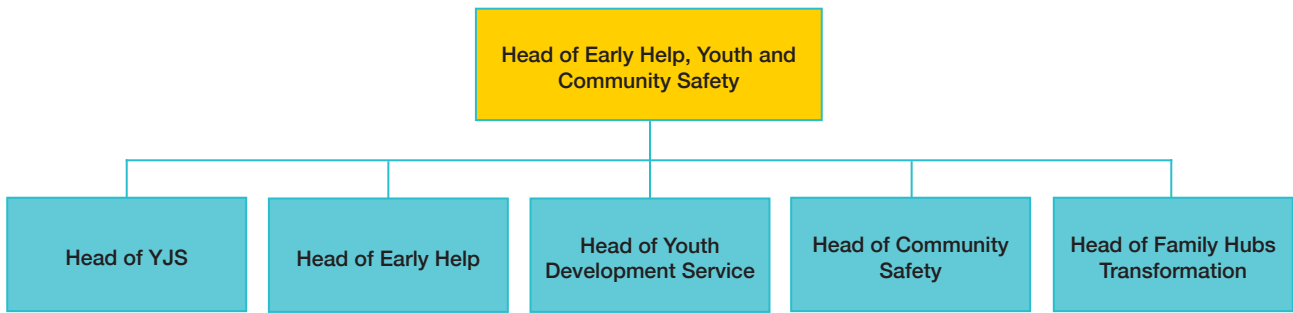 Head of Early Help, Youth and
Community Safety
Head of YJS
Head of Early Help
Head of Youth
Development Service
Head of Community
Safety
Head of Family Hubs
Transformation